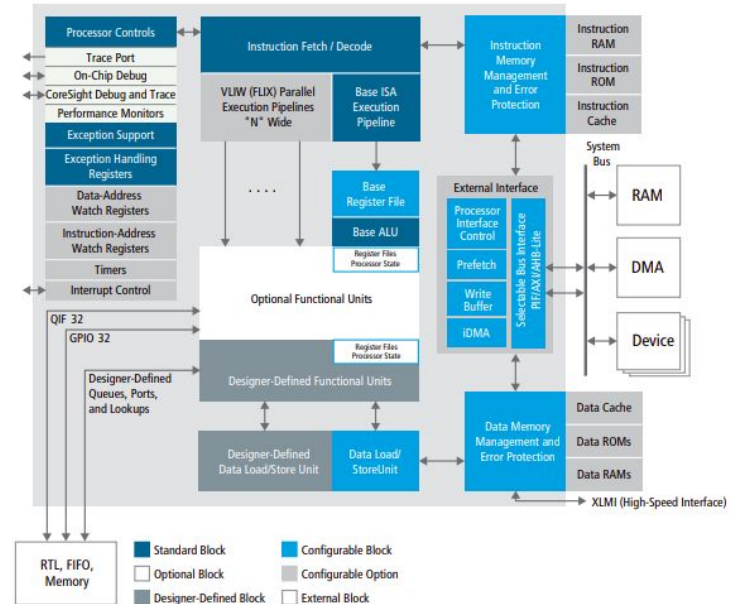 Processor Controls
Trace Port
On-Chip Debug
CoreSight Debug and Trace
Performance Monitors
Exception Support
Exception Handling
Registers
Data-Address
Watch Registers
Instruction-Address
Watch Registers
Timers
Interrupt Control
Instruction Fetch / Decode
VLIW (FLIX) Parallel
Execution Pipelines
"N" Wide
Base ISA
Execution
Pipeline
. . . .
Base
Register File
Base ALU
Register Files
Processor State
Optional Functional Units
Register Files
Processor State
Designer-Defined Functional Units
Designer-Defined
Data Load/Store Unit
Data Load/
StoreUnit
Instruction
Memory
Management
and Error
Protection
Instruction
RAM
Instruction
ROM
Instruction
Cache
External Interface
Processor
Interface
Control
Prefetch
Write
Buffer
iDMA
Selectable Bus Interface
PIF/AXI/AHB-Lite
System
Bus
RAM
DMA
Device
Data Memory
Management and
Error Protection
Data Cache
Data ROMs
Data RAMs
XLMI (High-Speed Interface)
QIF 32
GPIO 32
Designer-Defined
Queues, Ports,
and Lookups
RTL, FIFO,
Memory
Standard Block
Optional Block
Designer-Defined Block
Configurable Block
Configurable Option
External Block